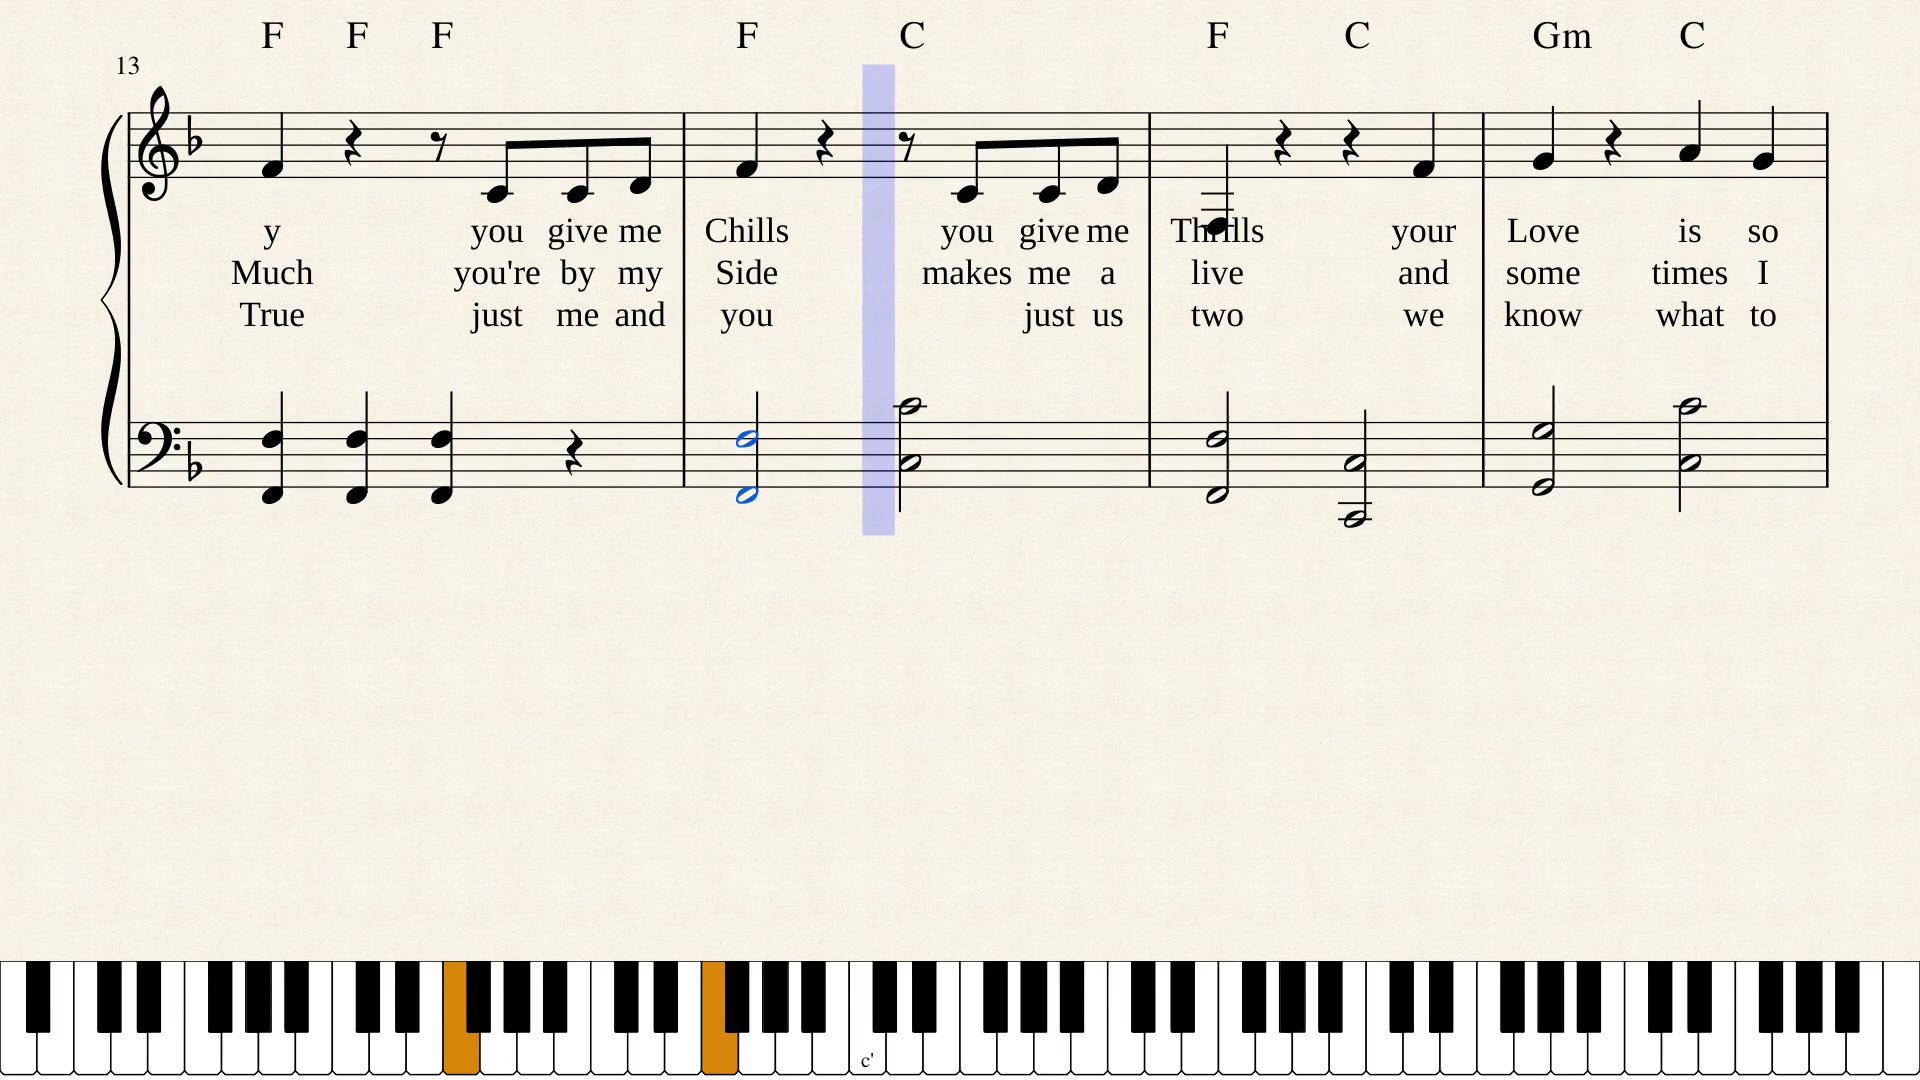 F F F F C F C Gm C
13
y you give me Chills you give me Thrills your Love is so
Much you're by my Side makes me a live and some times I
True just me and you just us two we know what to
c'